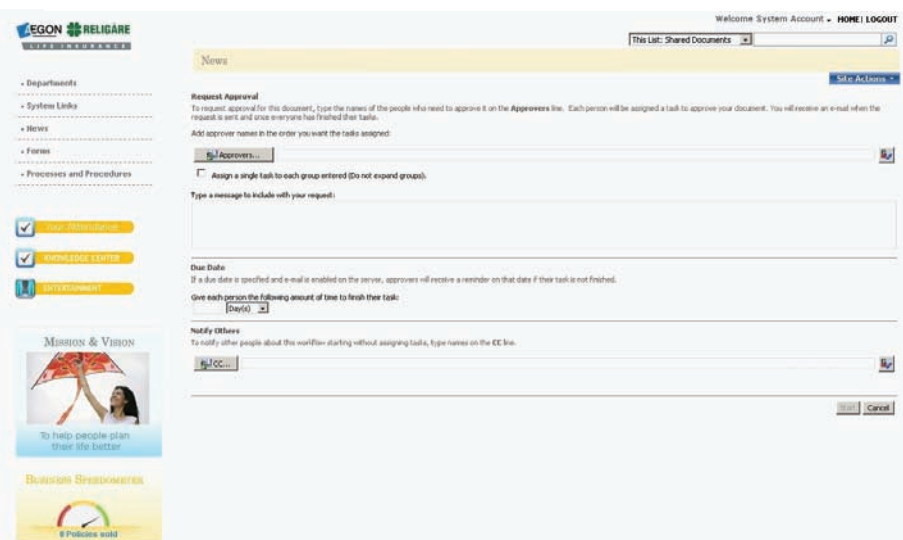 Welcome System Account HOME| LOGOUT
AEGON RELIGARE
LIFE INSURANCE
This List: Shared Documents
News
Site Actions
Departments
System Links
News
Forms
Processes and Procedures
Your Attendance
KNOWLEDGE CENTER
ENTERTAINMENT
MISSION & VISION
To help people plan
their life better
BUSINESS SPEEDOMETER
0 Policies sold
Request Approval
To request approval for this document, type the names of the people who need to approve it on the Approvers line. Each person will be assigned a task to approve your document. You will receive an e-mail when the
request is sent and once everyone has finished their tasks.
Add approver names in the order you want the tasks assigned:
Approvers...
Assign a single task to each group entered (Do not expand groups).
Type a message to include with your request:
Due Date
If a due date is specified and e-mail is enabled on the server, approvers will receive a reminder on that date if their task is not finished.
Give each person the following amount of time to finish their task:
Day(s)
Notify Others
To notify other people about this workflow starting without assigning tasks, type names on the CC line.
CC...
Start Cancel